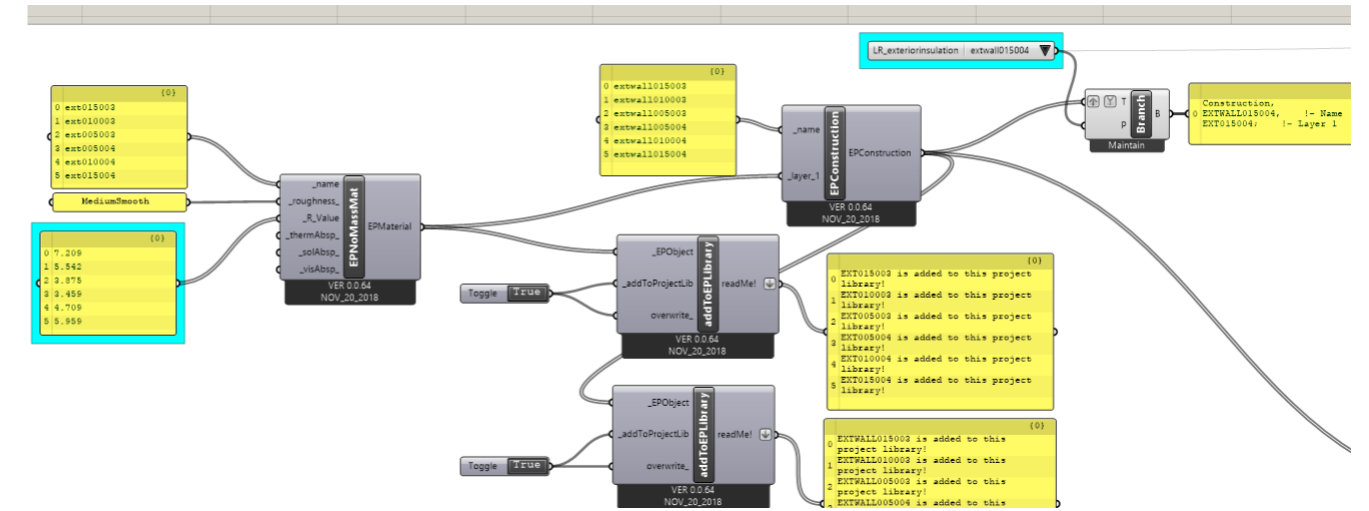 LR_exteriorinsulation extwall015004
{0}
0 ext015003
1 ext010003
2 ext005003
3 ext005004
4 ext010004
5 ext015004
MediumSmooth
{0}
0 7.209
1 5.542
2 3.875
3 3.459
4 4.709
5 5.959
_name
_roughness_
_R_Value
_thermAbsp_
_solAbsp_
_visAbsp_
EPNoMassMat
EPMaterial
VER 0.0.64
NOV_20_2018
{0}
0 extwall015003
1 extwall010003
2 extwall005003
3 extwall005004
4 extwall010004
5 extwall015004
_name
_layer_1
EPConstruction
EPConstruction
VER 0.0.64
NOV_20_2018
T
P
Branch
B
Maintain
Construction,
0 EXTWALL015004, !- Name
EXT015004; !- Layer 1
Toggle True
_EPObject
_addToProjectLib
overwrite_
addToEPLibrary
readMe!
VER 0.0.64
NOV_20_2018
{0}
0 EXT015003 is added to this project
library!
1 EXT010003 is added to this project
library!
2 EXT005003 is added to this project
library!
3 EXT005004 is added to this project
library!
4 EXT010004 is added to this project
library!
5 EXT015004 is added to this project
library!
Toggle True
_EPObject
_addToProjectLib
overwrite_
addToEPLibrary
readMe!
VER 0.0.64
NOV_20_2018
{0}
0 EXTWALL015003 is added to this
project library!
1 EXTWALL010003 is added to this
project library!
2 EXTWALL005003 is added to this
project library!
EXTWALL005004 is added to this